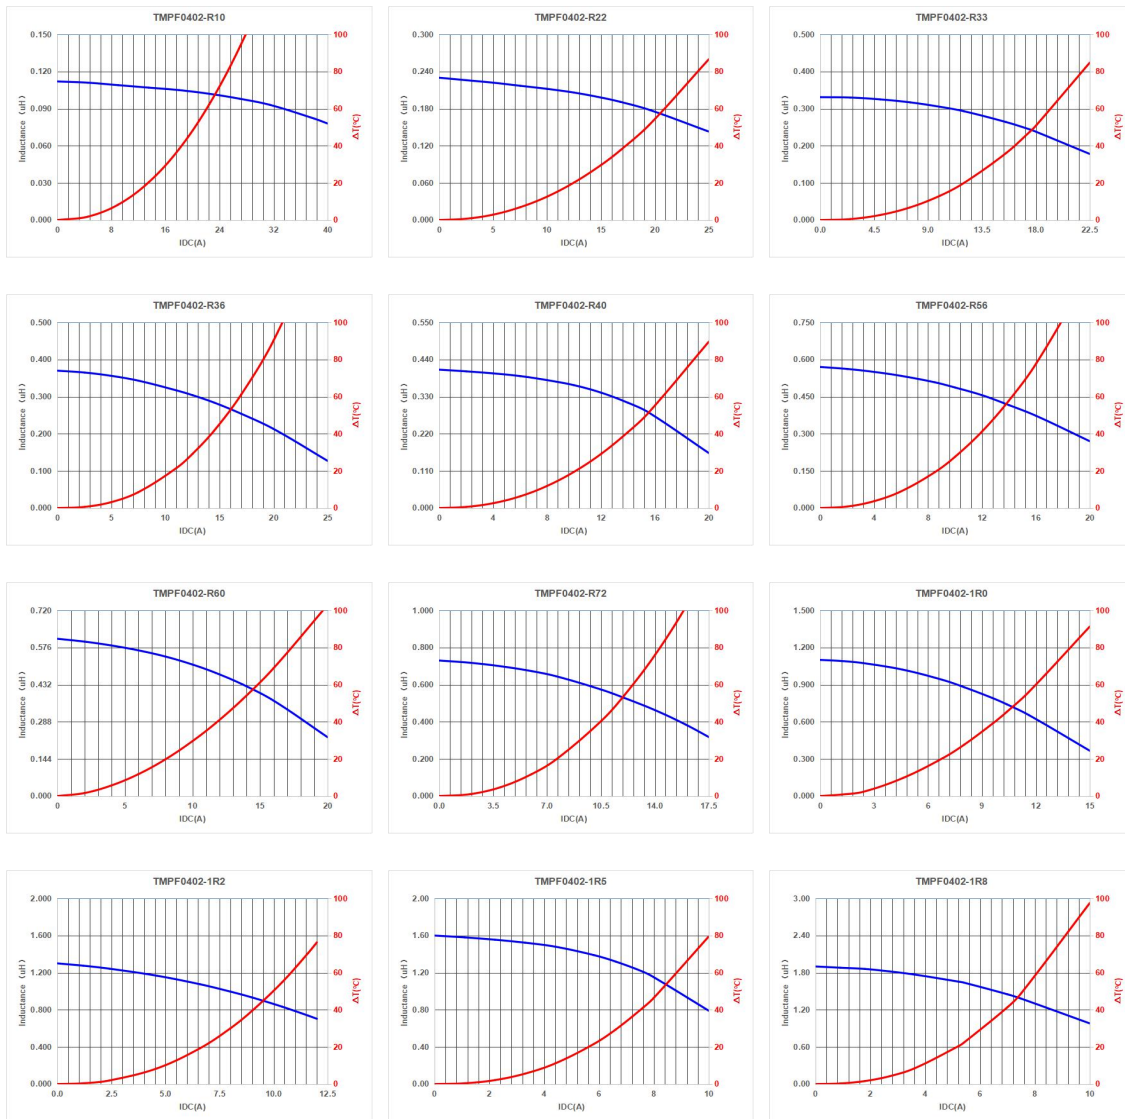 TMPF0402-R10
0.150
0.120
0.090
0.060
0.030
0.000
Inductance (uH)
100
80
60
40
20
0
ΔT(℃)
0 8 16 24 32 40
IDC(A)
TMPF0402-R22
0.300
0.240
0.180
0.120
0.060
0.000
Inductance (uH)
100
80
60
40
20
0
ΔT(℃)
0 5 10 15 20 25
IDC(A)
TMPF0402-R33
0.500
0.400
0.300
0.200
0.100
0.000
Inductance (uH)
100
80
60
40
20
0
ΔT(℃)
0.0 4.5 9.0 13.5 18.0 22.5
IDC(A)
TMPF0402-R36
0.500
0.400
0.300
0.200
0.100
0.000
Inductance (uH)
100
80
60
40
20
0
ΔT(℃)
0 5 10 15 20 25
IDC(A)
TMPF0402-R40
0.550
0.440
0.330
0.220
0.110
0.000
Inductance (uH)
100
80
60
40
20
0
ΔT(℃)
0 4 8 12 16 20
IDC(A)
TMPF0402-R56
0.750
0.600
0.450
0.300
0.150
0.000
Inductance (uH)
100
80
60
40
20
0
ΔT(℃)
0 4 8 12 16 20
IDC(A)
TMPF0402-R60
0.720
0.576
0.432
0.288
0.144
0.000
Inductance (uH)
100
80
60
40
20
0
ΔT(℃)
0 5 10 15 20
IDC(A)
TMPF0402-R72
1.000
0.800
0.600
0.400
0.200
0.000
Inductance (uH)
100
80
60
40
20
0
ΔT(℃)
0.0 3.5 7.0 10.5 14.0 17.5
IDC(A)
TMPF0402-1R0
1.500
1.200
0.900
0.600
0.300
0.000
Inductance (uH)
100
80
60
40
20
0
ΔT(℃)
0 3 6 9 12 15
IDC(A)
TMPF0402-1R2
2.000
1.600
1.200
0.800
0.400
0.000
Inductance (uH)
100
80
60
40
20
0
ΔT(℃)
0.0 2.5 5.0 7.5 10.0 12.5
IDC(A)
TMPF0402-1R5
2.00
1.60
1.20
0.80
0.40
0.00
Inductance (uH)
100
80
60
40
20
0
ΔT(℃)
0 2 4 6 8 10
IDC(A)
TMPF0402-1R8
3.00
2.40
1.80
1.20
0.60
0.00
Inductance (uH)
100
80
60
40
20
0
ΔT(℃)
0 2 4 6 8 10
IDC(A)